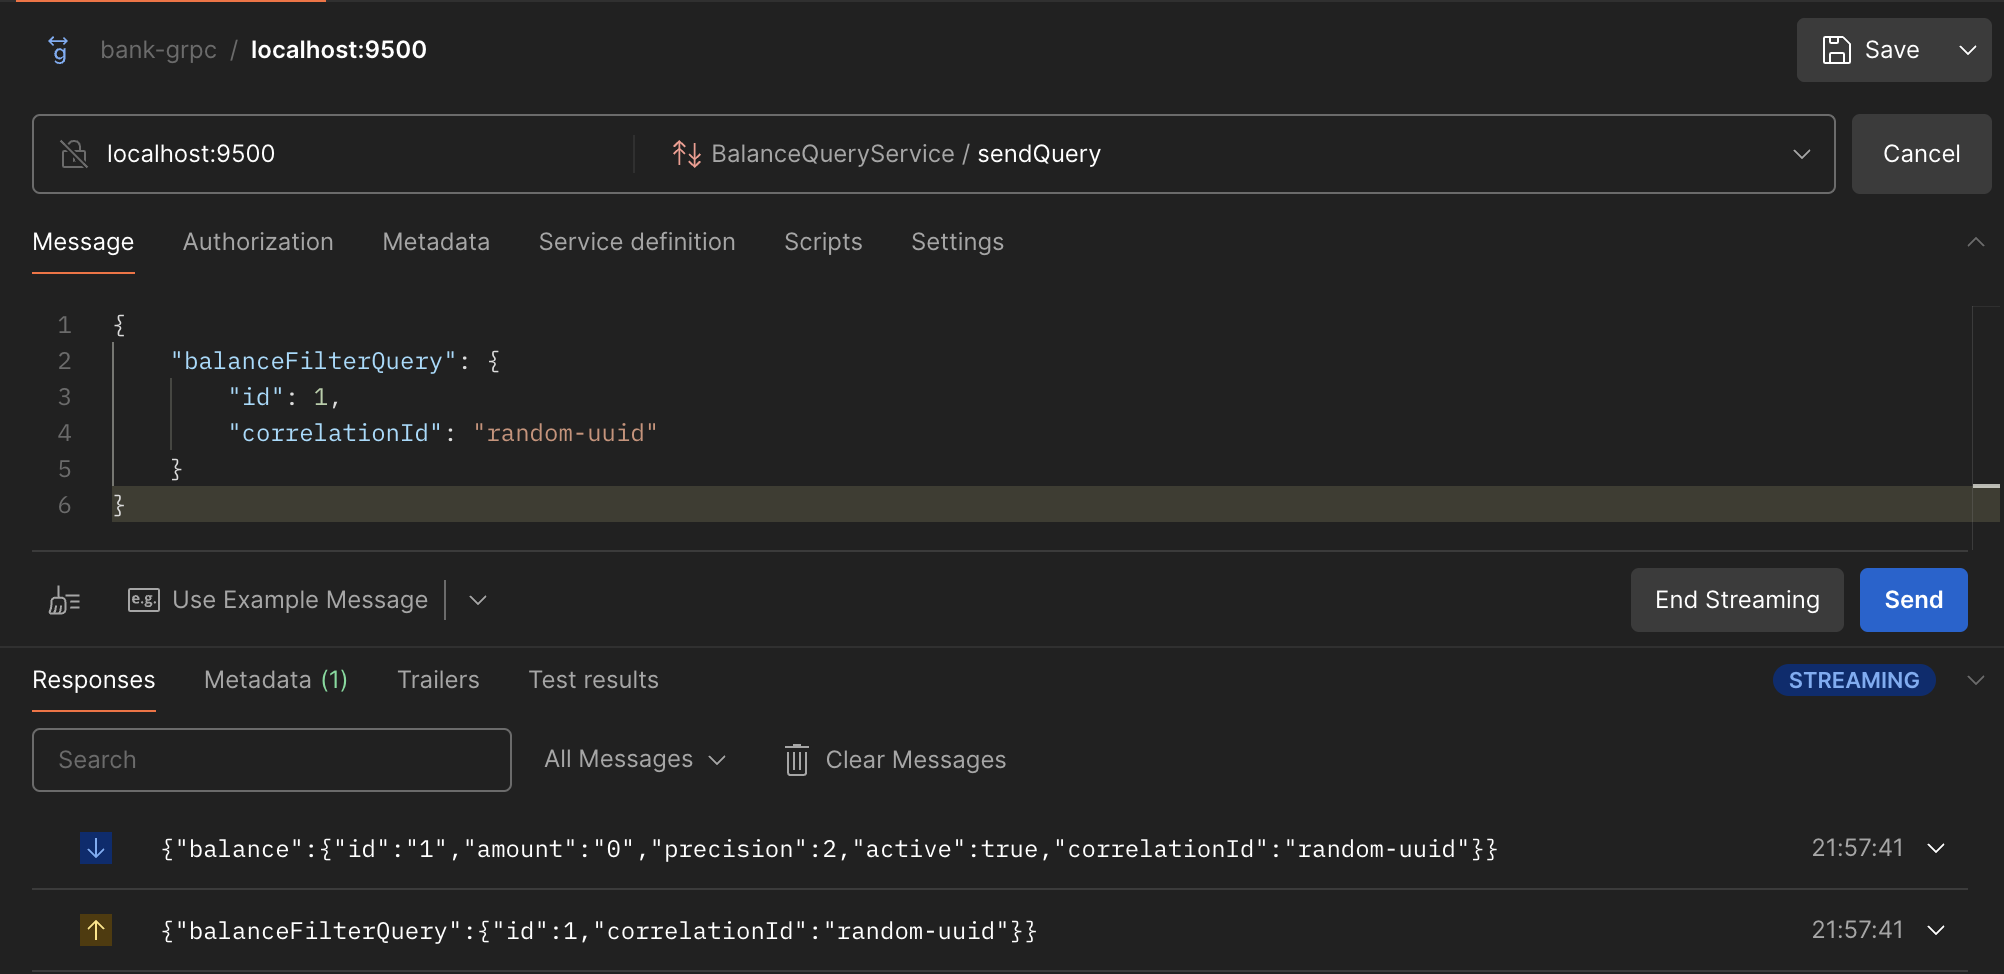 bank-grpc / localhost:9500
Save
localhost:9500
BalanceQueryService / sendQuery
Cancel
Message Authorization Metadata Service definition Scripts Settings
1 {
2 "balanceFilterQuery": {
3 "id": 1,
4 "correlationId": "random-uuid"
5 }
6 }
e.g. Use Example Message
End Streaming
Send
Responses Metadata (1) Trailers Test results
STREAMING
Search
All Messages
Clear Messages
{"balance":{"id":"1","amount":"0","precision":2,"active":true,"correlationId":"random-uuid"}} 21:57:41
{"balanceFilterQuery":{"id":1,"correlationId":"random-uuid"}} 21:57:41